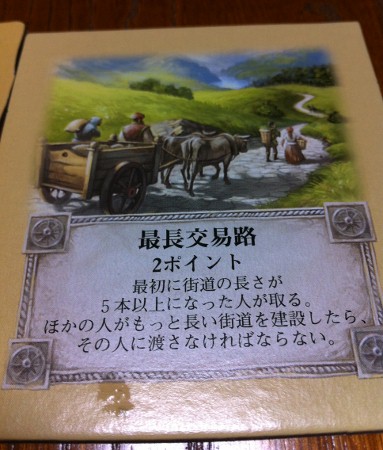 最長交易路
2ポイント
最初に街道の長さが
5本以上になった人が取る。
ほかの人がもっと長い街道を建設したら、
その人に渡さなければならない。